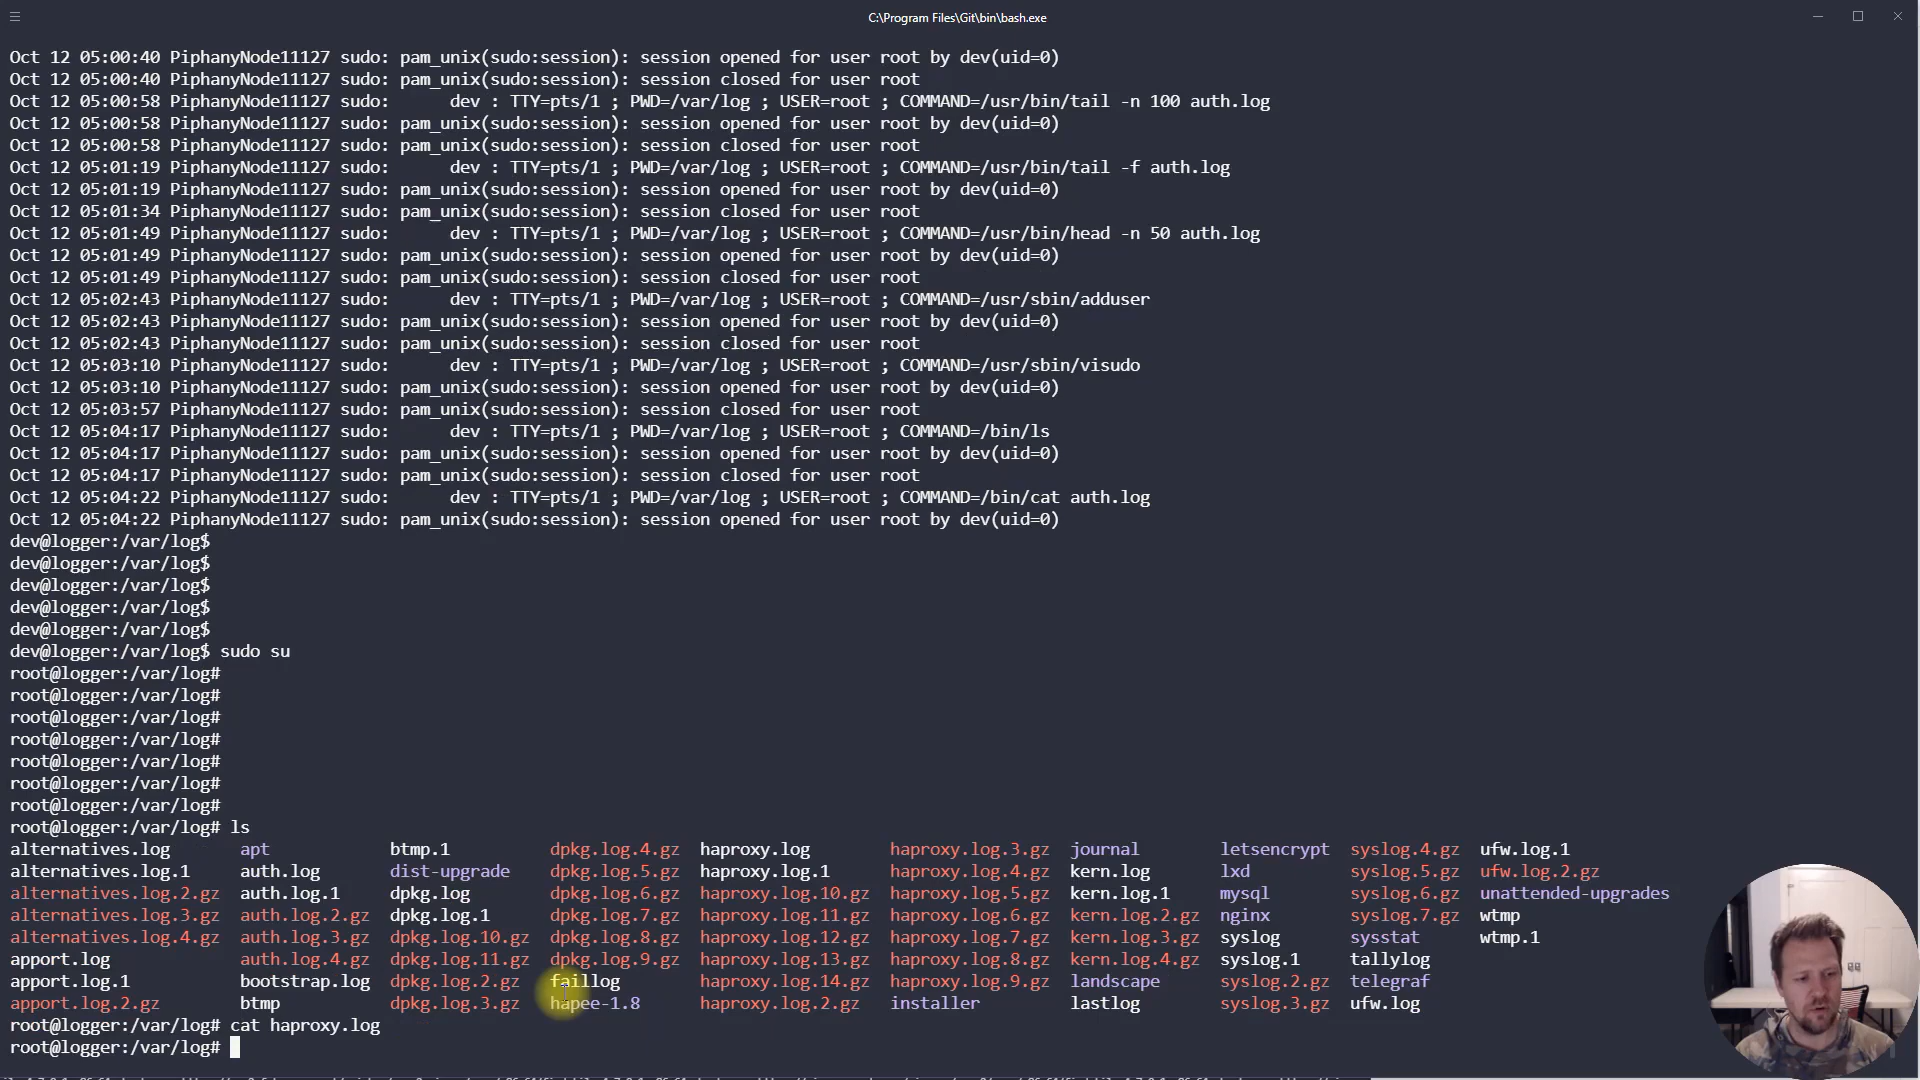 C:\Program Files\Git\bin\bash.exe
Oct 12 05:00:40 PiphanyNode11127 sudo: pam_unix(sudo:session): session opened for user root by dev(uid=0)
Oct 12 05:00:40 PiphanyNode11127 sudo: pam_unix(sudo:session): session closed for user root
Oct 12 05:00:58 PiphanyNode11127 sudo:      dev : TTY=pts/1 ; PWD=/var/log ; USER=root ; COMMAND=/usr/bin/tail -n 100 auth.log
Oct 12 05:00:58 PiphanyNode11127 sudo: pam_unix(sudo:session): session opened for user root by dev(uid=0)
Oct 12 05:00:58 PiphanyNode11127 sudo: pam_unix(sudo:session): session closed for user root
Oct 12 05:01:19 PiphanyNode11127 sudo:      dev : TTY=pts/1 ; PWD=/var/log ; USER=root ; COMMAND=/usr/bin/tail -f auth.log
Oct 12 05:01:19 PiphanyNode11127 sudo: pam_unix(sudo:session): session opened for user root by dev(uid=0)
Oct 12 05:01:34 PiphanyNode11127 sudo: pam_unix(sudo:session): session closed for user root
Oct 12 05:01:49 PiphanyNode11127 sudo:      dev : TTY=pts/1 ; PWD=/var/log ; USER=root ; COMMAND=/usr/bin/head -n 50 auth.log
Oct 12 05:01:49 PiphanyNode11127 sudo: pam_unix(sudo:session): session opened for user root by dev(uid=0)
Oct 12 05:01:49 PiphanyNode11127 sudo: pam_unix(sudo:session): session closed for user root
Oct 12 05:02:43 PiphanyNode11127 sudo:      dev : TTY=pts/1 ; PWD=/var/log ; USER=root ; COMMAND=/usr/sbin/adduser
Oct 12 05:02:43 PiphanyNode11127 sudo: pam_unix(sudo:session): session opened for user root by dev(uid=0)
Oct 12 05:02:43 PiphanyNode11127 sudo: pam_unix(sudo:session): session closed for user root
Oct 12 05:03:10 PiphanyNode11127 sudo:      dev : TTY=pts/1 ; PWD=/var/log ; USER=root ; COMMAND=/usr/sbin/visudo
Oct 12 05:03:10 PiphanyNode11127 sudo: pam_unix(sudo:session): session opened for user root by dev(uid=0)
Oct 12 05:03:57 PiphanyNode11127 sudo: pam_unix(sudo:session): session closed for user root
Oct 12 05:04:17 PiphanyNode11127 sudo:      dev : TTY=pts/1 ; PWD=/var/log ; USER=root ; COMMAND=/bin/ls
Oct 12 05:04:17 PiphanyNode11127 sudo: pam_unix(sudo:session): session opened for user root by dev(uid=0)
Oct 12 05:04:17 PiphanyNode11127 sudo: pam_unix(sudo:session): session closed for user root
Oct 12 05:04:22 PiphanyNode11127 sudo:      dev : TTY=pts/1 ; PWD=/var/log ; USER=root ; COMMAND=/bin/cat auth.log
Oct 12 05:04:22 PiphanyNode11127 sudo: pam_unix(sudo:session): session opened for user root by dev(uid=0)
dev@logger:/var/log$
dev@logger:/var/log$
dev@logger:/var/log$
dev@logger:/var/log$
dev@logger:/var/log$
dev@logger:/var/log$ sudo su
root@logger:/var/log#
root@logger:/var/log#
root@logger:/var/log#
root@logger:/var/log#
root@logger:/var/log#
root@logger:/var/log#
root@logger:/var/log#
root@logger:/var/log# ls
alternatives.log apt btmp.1 dpkg.log.4.gz haproxy.log haproxy.log.3.gz journal letsencrypt syslog.4.gz ufw.log.1
alternatives.log.1 auth.log dist-upgrade dpkg.log.5.gz haproxy.log.1 haproxy.log.4.gz kern.log lxd syslog.5.gz ufw.log.2.gz
alternatives.log.2.gz auth.log.1 dpkg.log dpkg.log.6.gz haproxy.log.10.gz haproxy.log.5.gz kern.log.1 mysql syslog.6.gz unattended-upgrades
alternatives.log.3.gz auth.log.2.gz dpkg.log.1 dpkg.log.7.gz haproxy.log.11.gz haproxy.log.6.gz kern.log.2.gz nginx syslog.7.gz wtmp
alternatives.log.4.gz auth.log.3.gz dpkg.log.10.gz dpkg.log.8.gz haproxy.log.12.gz haproxy.log.7.gz kern.log.3.gz syslog sysstat wtmp.1
apport.log auth.log.4.gz dpkg.log.11.gz dpkg.log.9.gz haproxy.log.13.gz haproxy.log.8.gz kern.log.4.gz syslog.1 tallylog
apport.log.1 bootstrap.log dpkg.log.2.gz faillog haproxy.log.14.gz haproxy.log.9.gz landscape syslog.2.gz telegraf
apport.log.2.gz btmp dpkg.log.3.gz hapee-1.8 haproxy.log.2.gz installer lastlog syslog.3.gz ufw.log
root@logger:/var/log# cat haproxy.log
root@logger:/var/log#